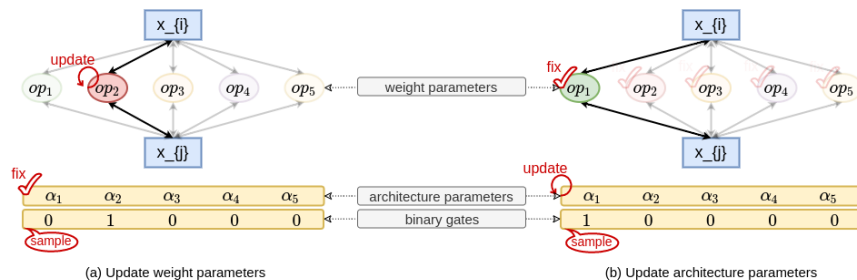 x_{i}
x_{i}
update
fix
op₁ op₂ op₃ op₄ op₅
weight parameters
op₁ op₂ op₃ op₄ op₅
x_{j}
x_{j}
fix
update
α₁ α₂ α₃ α₄ α₅
architecture parameters
α₁ α₂ α₃ α₄ α₅
0 1 0 0 0
binary gates
1 0 0 0 0
sample
sample
(a) Update weight parameters
(b) Update architecture parameters